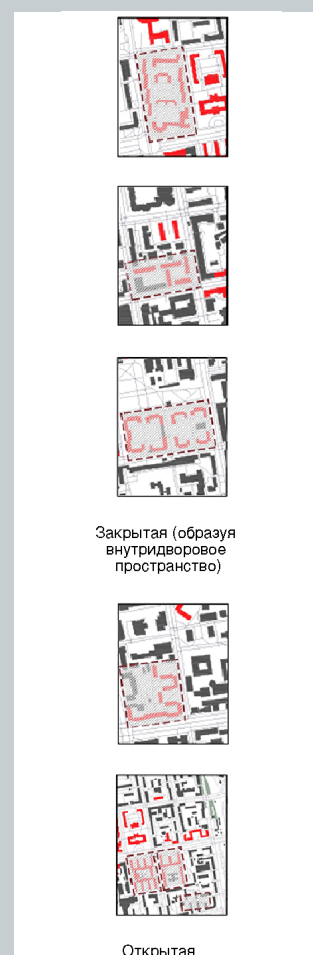 Закрытая (образуя
внутридворовое
пространство)
Открытая